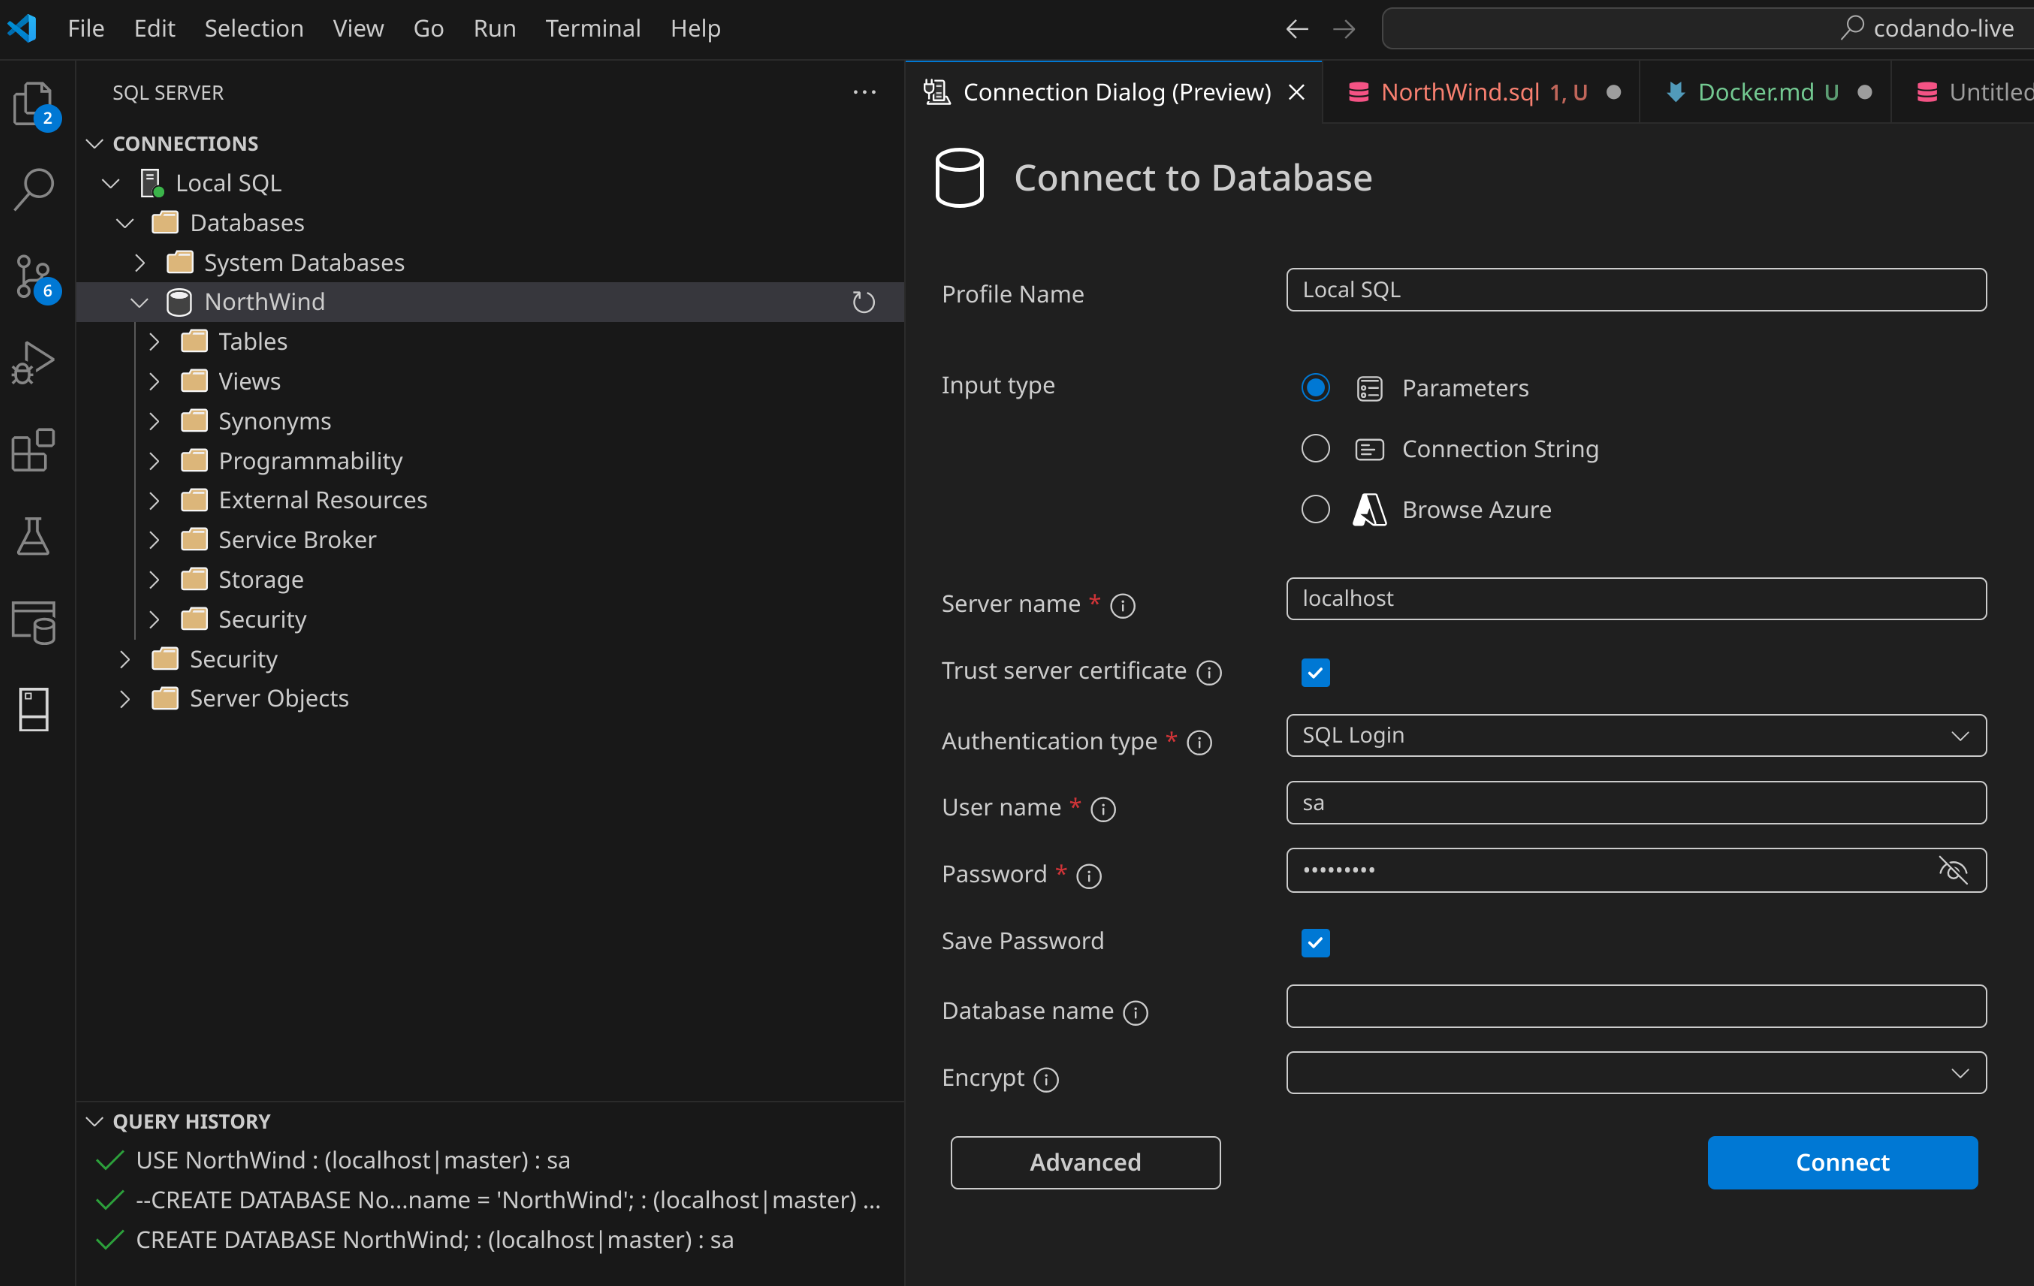 File Edit Selection View Go Run Terminal Help
codando-live
2
6
SQL SERVER
CONNECTIONS
Local SQL
Databases
System Databases
NorthWind
Tables
Views
Synonyms
Programmability
External Resources
Service Broker
Storage
Security
Security
Server Objects
QUERY HISTORY
USE NorthWind : (localhost|master) : sa
--CREATE DATABASE No...name = 'NorthWind'; : (localhost|master) ...
CREATE DATABASE NorthWind; : (localhost|master) : sa
Connection Dialog (Preview) NorthWind.sql 1, U Docker.md U Untitled
Connect to Database
Profile Name Local SQL
Input type Parameters
Connection String
Browse Azure
Server name * localhost
Trust server certificate
Authentication type * SQL Login
User name * sa
Password * •••••••••
Save Password
Database name
Encrypt
Advanced Connect